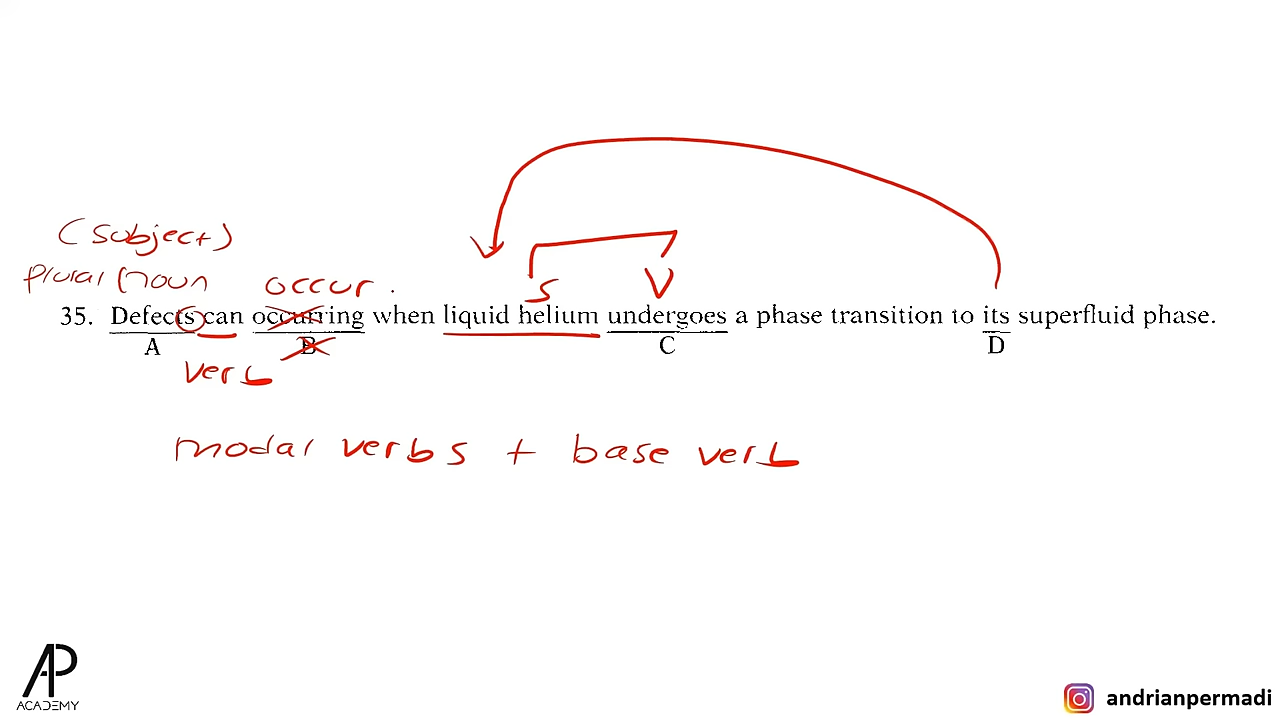 (subject)
plural (noun occur.
S V
35. Defects can occurring when liquid helium undergoes a phase transition to its superfluid phase.
A B C D
verb
modal verbs + base verb
AP
ACADEMY
andrianpermadi